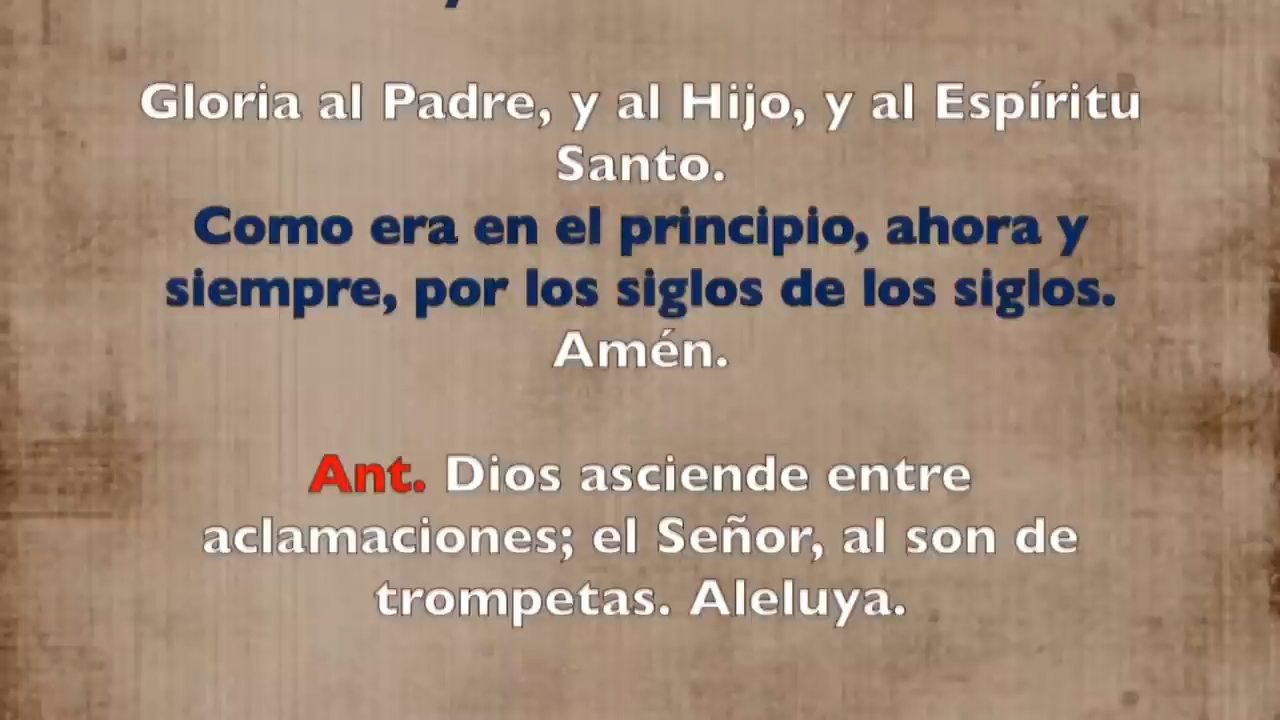 Gloria al Padre, y al Hijo, y al Espíritu
Santo.
Como era en el principio, ahora y
siempre, por los siglos de los siglos.
Amén.
Ant. Dios asciende entre
aclamaciones; el Señor, al son de
trompetas. Aleluya.